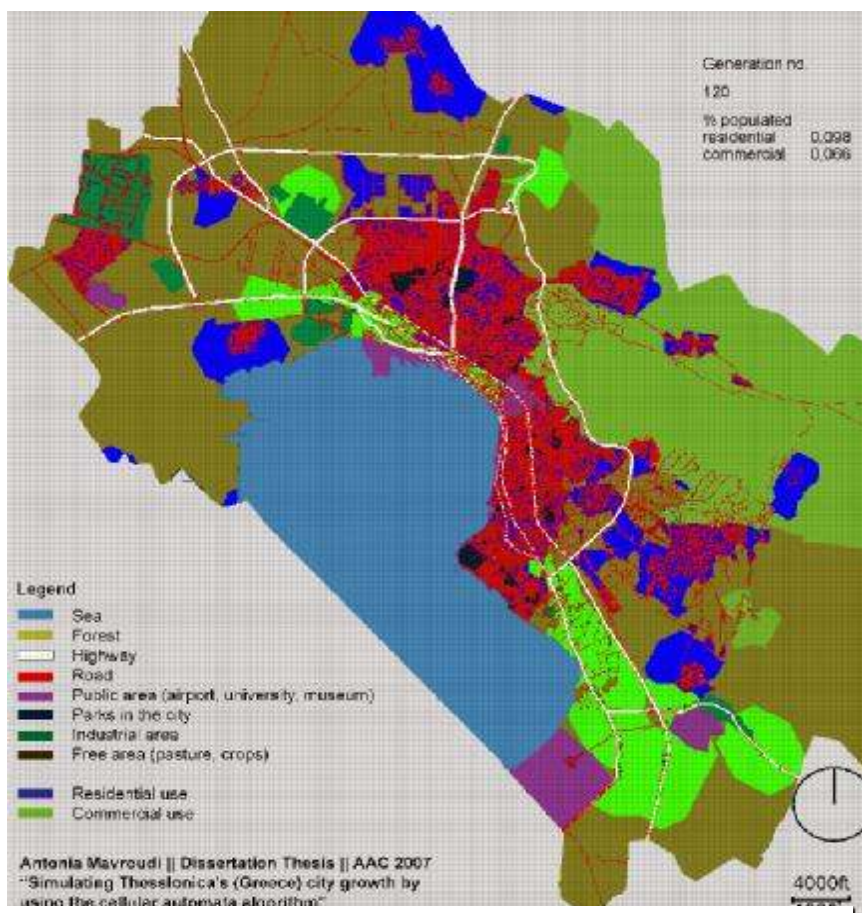 Generation no.
120
% populated
residential 0,098
commercial 0,066
Legend
Sea
Forest
Highway
Road
Public area (airport, university, museum)
Parks in the city
Industrial area
Free area (pasture, crops)
Residential use
Commercial use
Antonia Mavroudi || Dissertation Thesis || AAC 2007
"Simulating Thesslonica's (Greece) city growth by
using the cellular automata algorithm"
4000ft